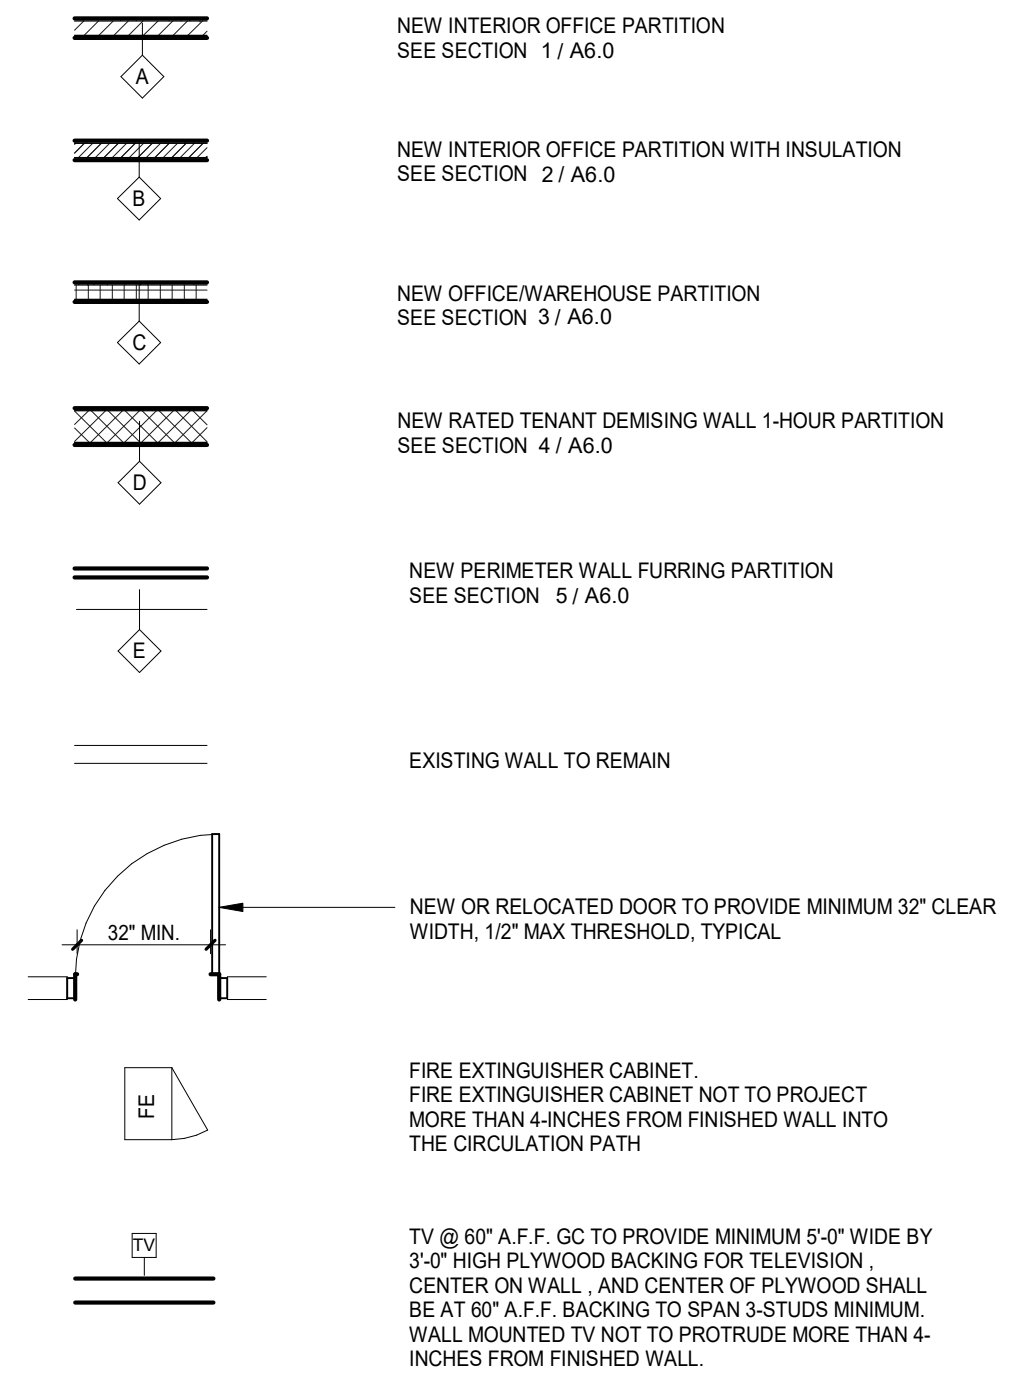 NEW INTERIOR OFFICE PARTITION
SEE SECTION 1 / A6.0
A
NEW INTERIOR OFFICE PARTITION WITH INSULATION
SEE SECTION 2 / A6.0
B
NEW OFFICE/WAREHOUSE PARTITION
SEE SECTION 3 / A6.0
C
NEW RATED TENANT DEMISING WALL 1-HOUR PARTITION
SEE SECTION 4 / A6.0
D
NEW PERIMETER WALL FURRING PARTITION
SEE SECTION 5 / A6.0
E
EXISTING WALL TO REMAIN
32" MIN.
NEW OR RELOCATED DOOR TO PROVIDE MINIMUM 32" CLEAR
WIDTH, 1/2" MAX THRESHOLD, TYPICAL
FE
FIRE EXTINGUISHER CABINET.
FIRE EXTINGUISHER CABINET NOT TO PROJECT
MORE THAN 4-INCHES FROM FINISHED WALL INTO
THE CIRCULATION PATH
TV
TV @ 60" A.F.F. GC TO PROVIDE MINIMUM 5'-0" WIDE BY
3'-0" HIGH PLYWOOD BACKING FOR TELEVISION ,
CENTER ON WALL , AND CENTER OF PLYWOOD SHALL
BE AT 60" A.F.F. BACKING TO SPAN 3-STUDS MINIMUM.
WALL MOUNTED TV NOT TO PROTRUDE MORE THAN 4-
INCHES FROM FINISHED WALL.